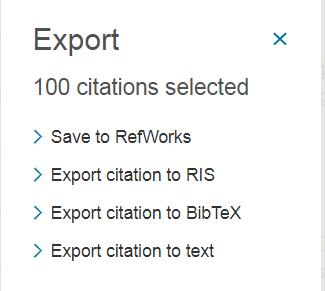 Export
100 citations selected
Save to RefWorks
Export citation to RIS
Export citation to BibTeX
Export citation to text